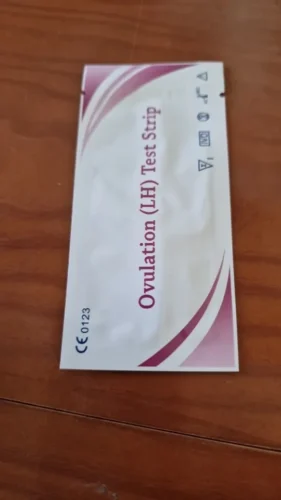 Ovulation (LH) Test Strip
CE 0123